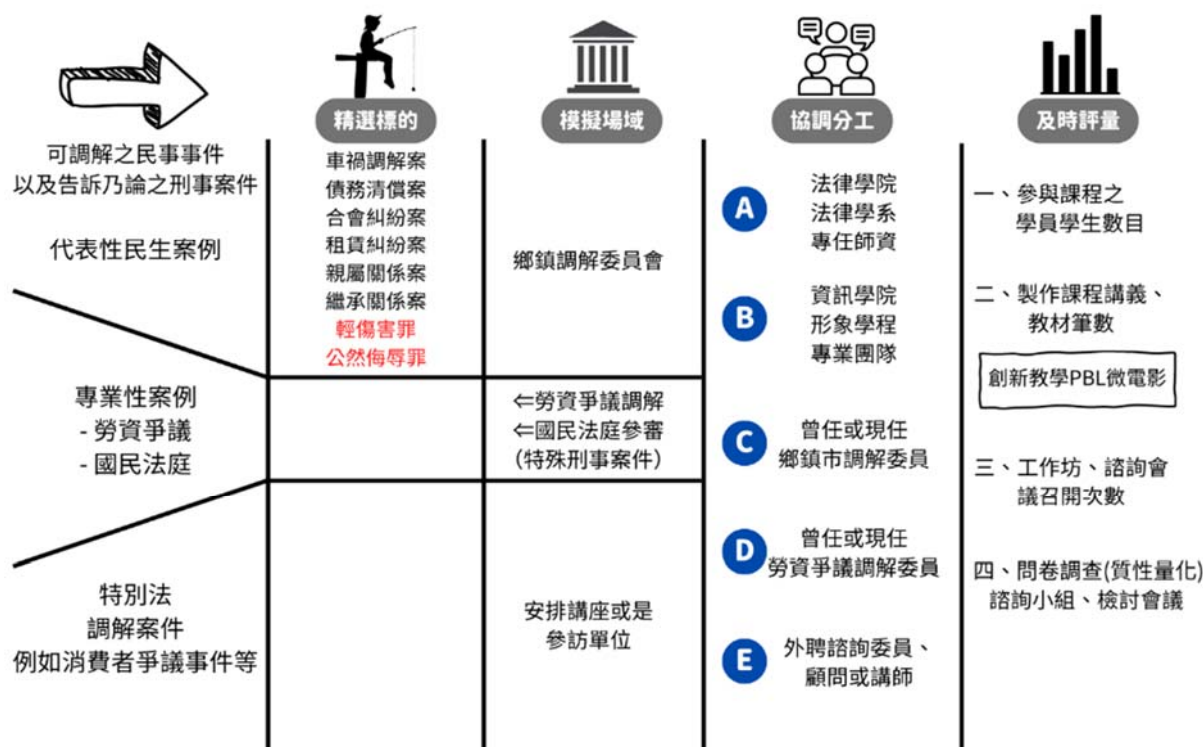 精選標的
模擬場域
協調分工
及時評量
可調解之民事事件
以及告訴乃論之刑事案件
代表性民生案例
專業性案例
- 勞資爭議
- 國民法庭
特別法
調解案件
例如消費者爭議事件等
車禍調解案
債務清償案
合會糾紛案
租賃糾紛案
親屬關係案
繼承關係案
輕傷害罪
公然侮辱罪
鄉鎮調解委員會
⇐勞資爭議調解
⇐國民法庭參審
(特殊刑事案件)
安排講座或是
參訪單位
A
法律學院
法律學系
專任師資
B
資訊學院
形象學程
專業團隊
C
曾任或現任
鄉鎮市調解委員
D
曾任或現任
勞資爭議調解委員
E
外聘諮詢委員、
顧問或講師
一、參與課程之
學員學生數目
二、製作課程講義、
教材筆數
創新教學PBL微電影
三、工作坊、諮詢會
議召開次數
四、問卷調查(質性量化)
諮詢小組、檢討會議